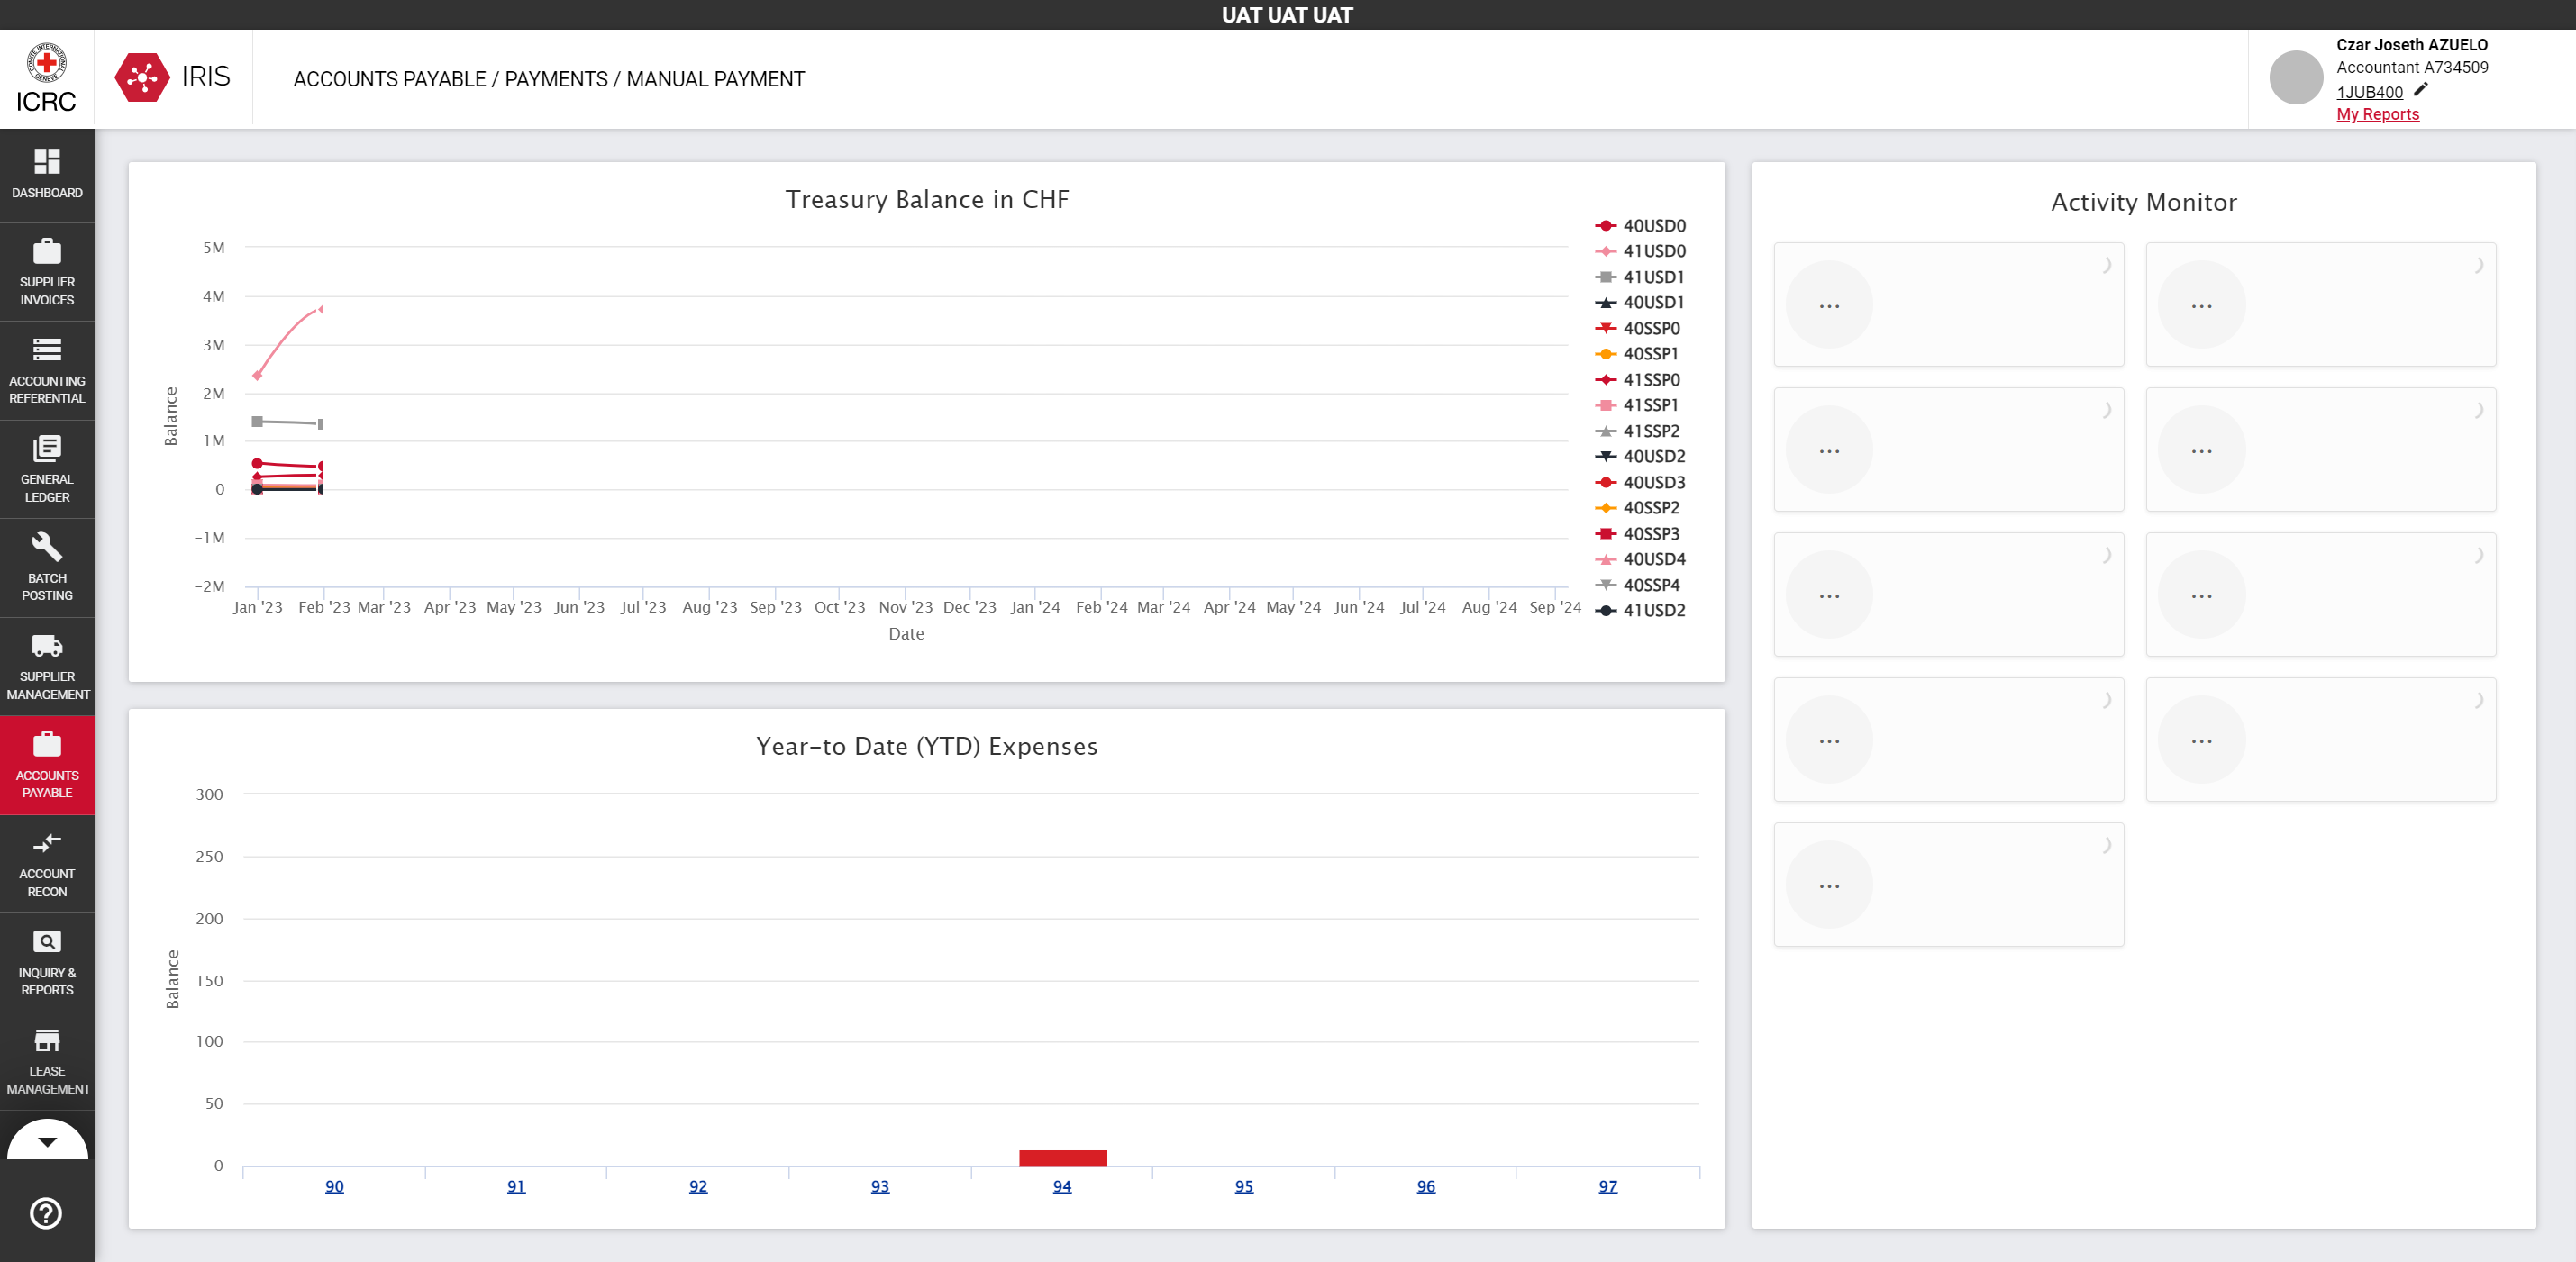 UAT UAT UAT
ICRC
IRIS
ACCOUNTS PAYABLE / PAYMENTS / MANUAL PAYMENT
Czar Joseth AZUELO
Accountant A734509
1JUB400
My Reports
DASHBOARD
SUPPLIER
INVOICES
ACCOUNTING
REFERENTIAL
GENERAL
LEDGER
BATCH
POSTING
SUPPLIER
MANAGEMENT
ACCOUNTS
PAYABLE
ACCOUNT
RECON
INQUIRY &
REPORTS
LEASE
MANAGEMENT
Treasury Balance in CHF
5M
4M
3M
2M
1M
0
-1M
-2M
Balance
Jan '23 Feb '23 Mar '23 Apr '23 May '23 Jun '23 Jul '23 Aug '23 Sep '23 Oct '23 Nov '23 Dec '23 Jan '24 Feb '24 Mar '24 Apr '24 May '24 Jun '24 Jul '24 Aug '24 Sep '24
Date
40USD0
41USD0
41USD1
40USD1
40SSP0
40SSP1
41SSP0
41SSP1
41SSP2
40USD2
40USD3
40SSP2
40SSP3
40USD4
40SSP4
41USD2
Year-to Date (YTD) Expenses
300
250
200
150
100
50
0
Balance
90 91 92 93 94 95 96 97
Activity Monitor
... ...
... ...
... ...
... ...
...